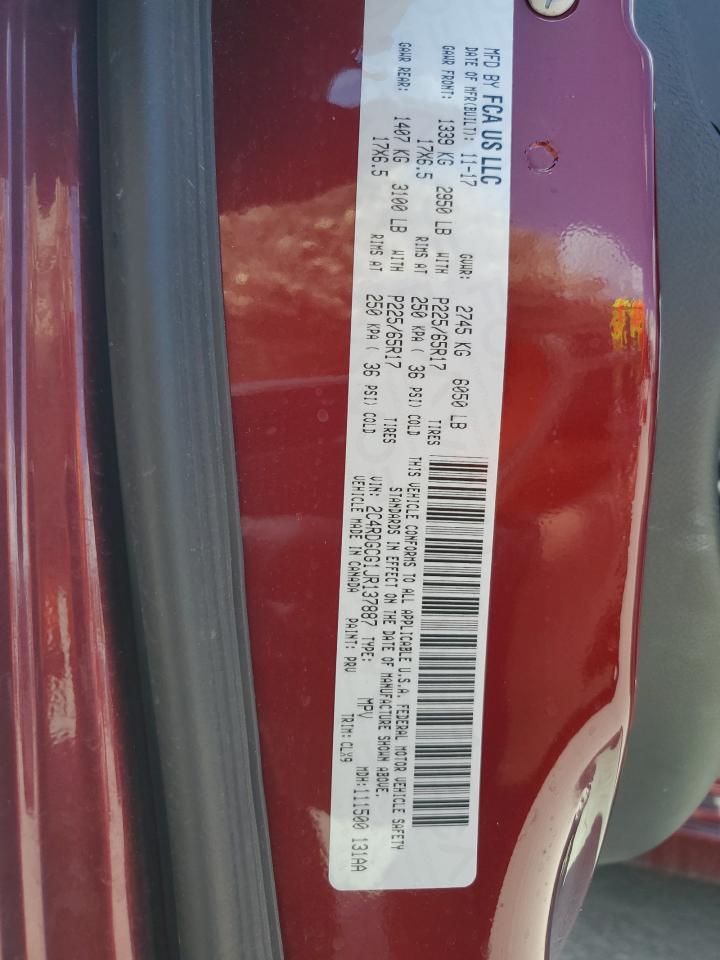 MFD BY FCA US LLC
DATE OF MFR(BUILT): 11-17 GVWR: 2745 KG 6050 LB
GAWR FRONT: 1339 KG 2950 LB WITH P225/65R17 TIRES
17X6.5 RIMS AT 250 KPA ( 36 PSI) COLD
GAWR REAR: 1407 KG 3100 LB WITH P225/65R17 TIRES
17X6.5 RIMS AT 250 KPA ( 36 PSI) COLD
THIS VEHICLE CONFORMS TO ALL APPLICABLE U.S.A. FEDERAL MOTOR VEHICLE SAFETY
STANDARDS IN EFFECT ON THE DATE OF MANUFACTURE SHOWN ABOVE.
VIN: 2C4RDGCG1JR137887 TYPE: MPV MDH:111500 131AA
VEHICLE MADE IN CANADA PAINT: PRV TRIM:CLX9